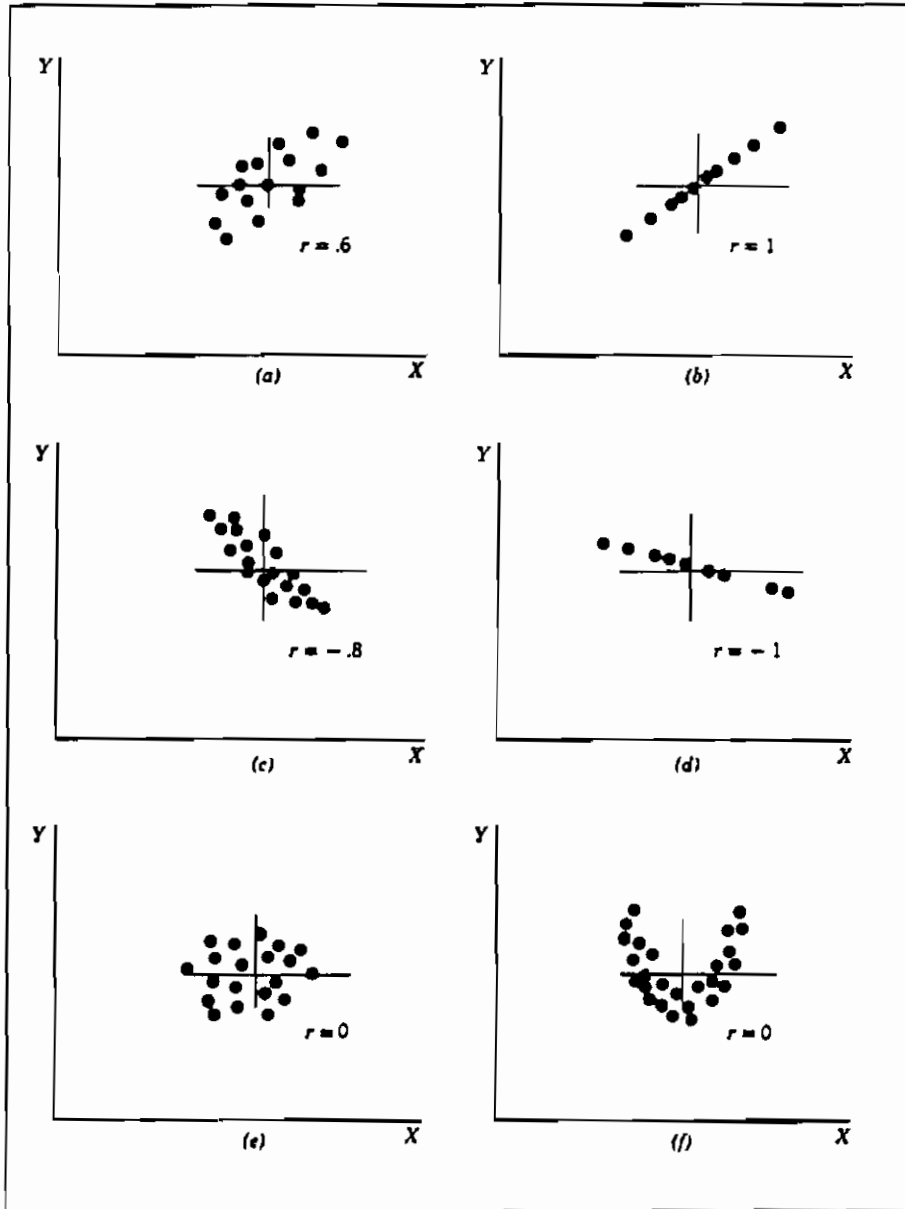 Y
Y
r = .6
r = 1
X
X
(a)
(b)
Y
Y
r = - .8
r = - 1
X
X
(c)
(d)
Y
Y
r = 0
r = 0
X
X
(e)
(f)